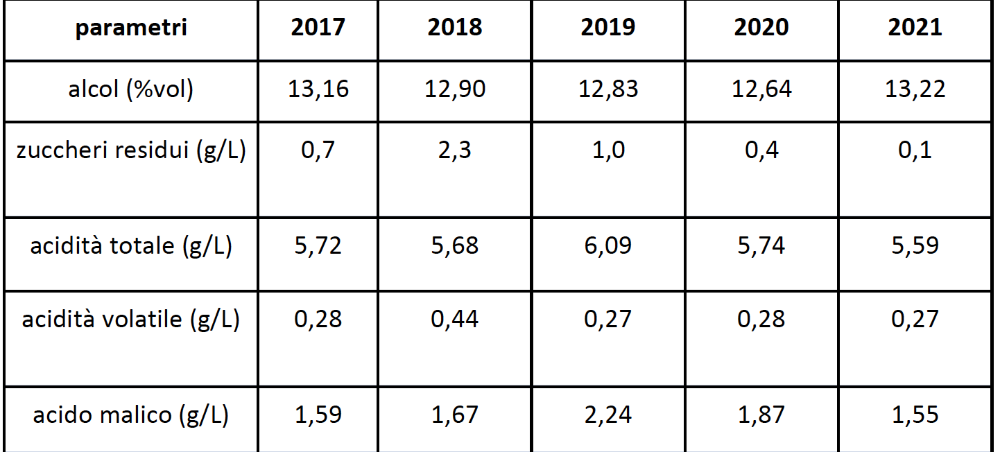 parametri 2017 2018 2019 2020 2021
alcol (%vol) 13,16 12,90 12,83 12,64 13,22
zuccheri residui (g/L) 0,7 2,3 1,0 0,4 0,1
acidità totale (g/L) 5,72 5,68 6,09 5,74 5,59
acidità volatile (g/L) 0,28 0,44 0,27 0,28 0,27
acido malico (g/L) 1,59 1,67 2,24 1,87 1,55